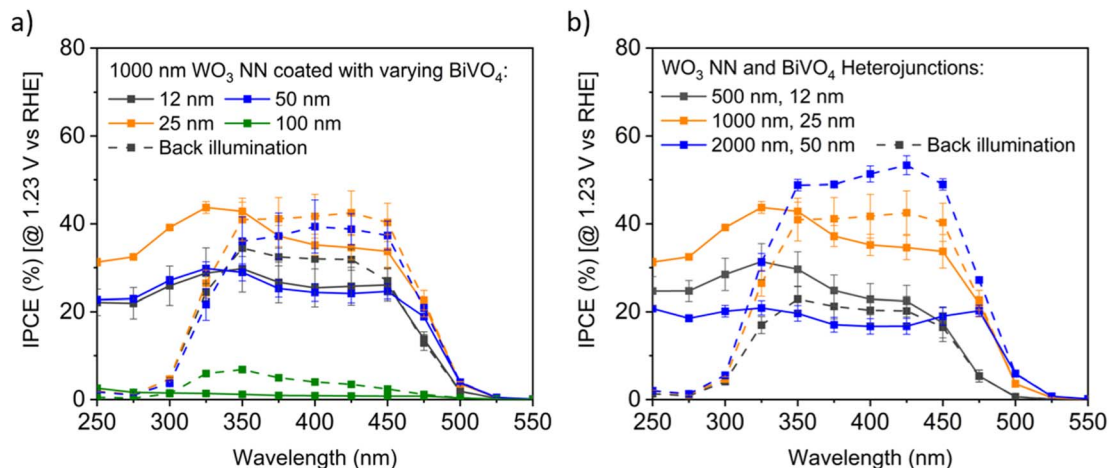 a)
IPCE (%) [@ 1.23 V vs RHE]
80
60
40
20
0
1000 nm WO₃ NN coated with varying BiVO₄:
12 nm 50 nm
25 nm 100 nm
Back illumination
250 300 350 400 450 500 550
Wavelength (nm)
b)
IPCE (%) [@ 1.23 V vs RHE]
80
60
40
20
0
WO₃ NN and BiVO₄ Heterojunctions:
500 nm, 12 nm
1000 nm, 25 nm
2000 nm, 50 nm Back illumination
250 300 350 400 450 500 550
Wavelength (nm)